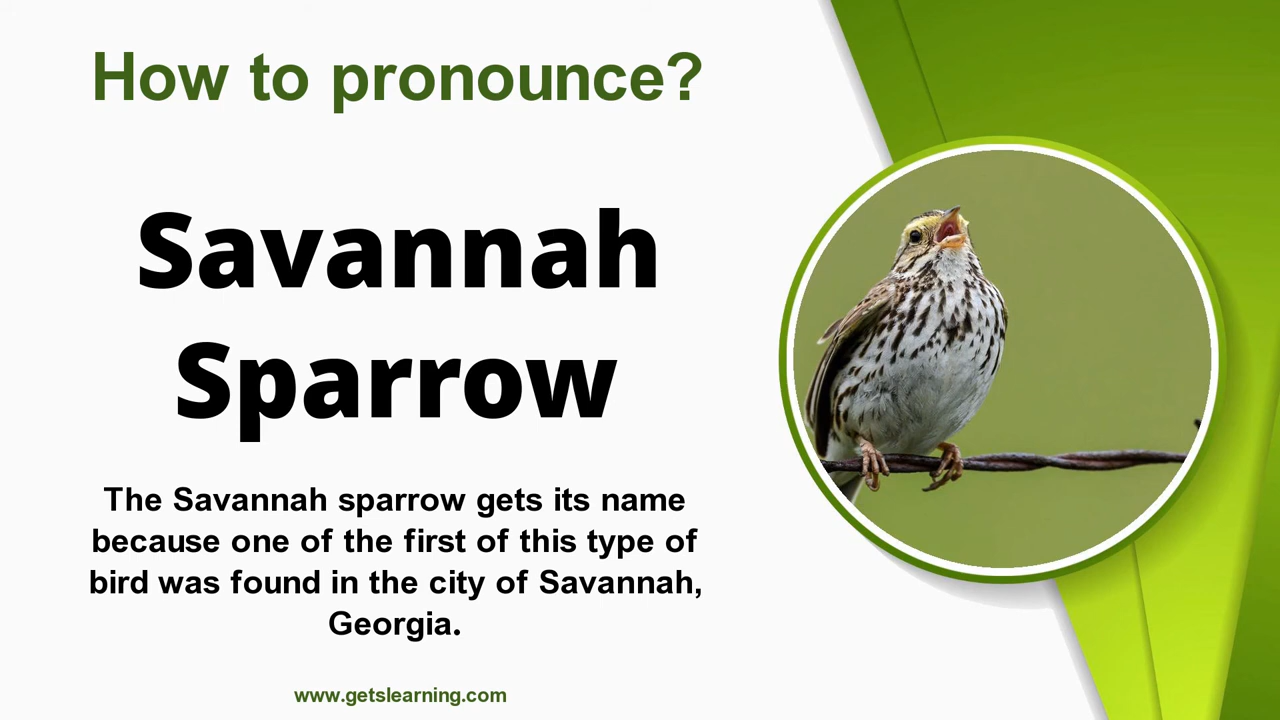 How to pronounce?
Savannah
Sparrow
The Savannah sparrow gets its name
because one of the first of this type of
bird was found in the city of Savannah,
Georgia.
www.getslearning.com